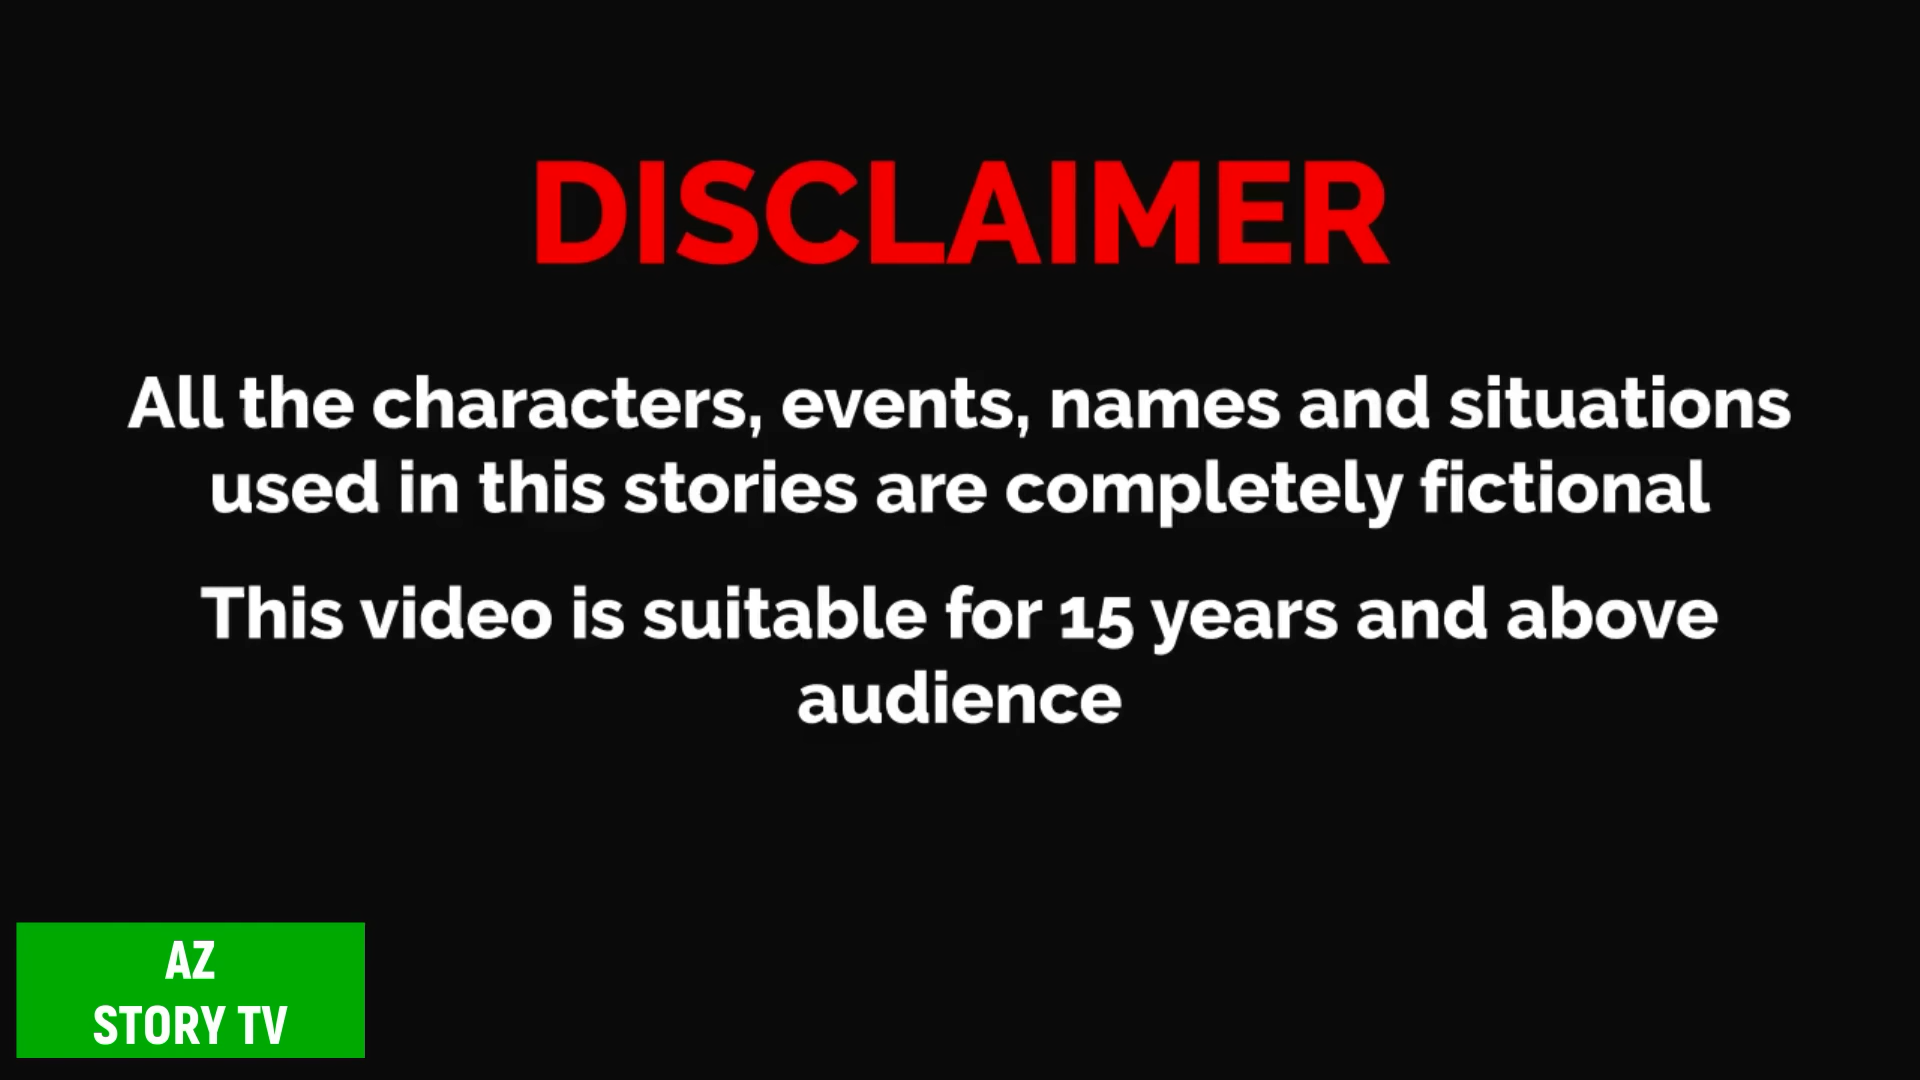 DISCLAIMER
All the characters, events, names and situations
used in this stories are completely fictional
This video is suitable for 15 years and above
audience
AZ
STORY TV